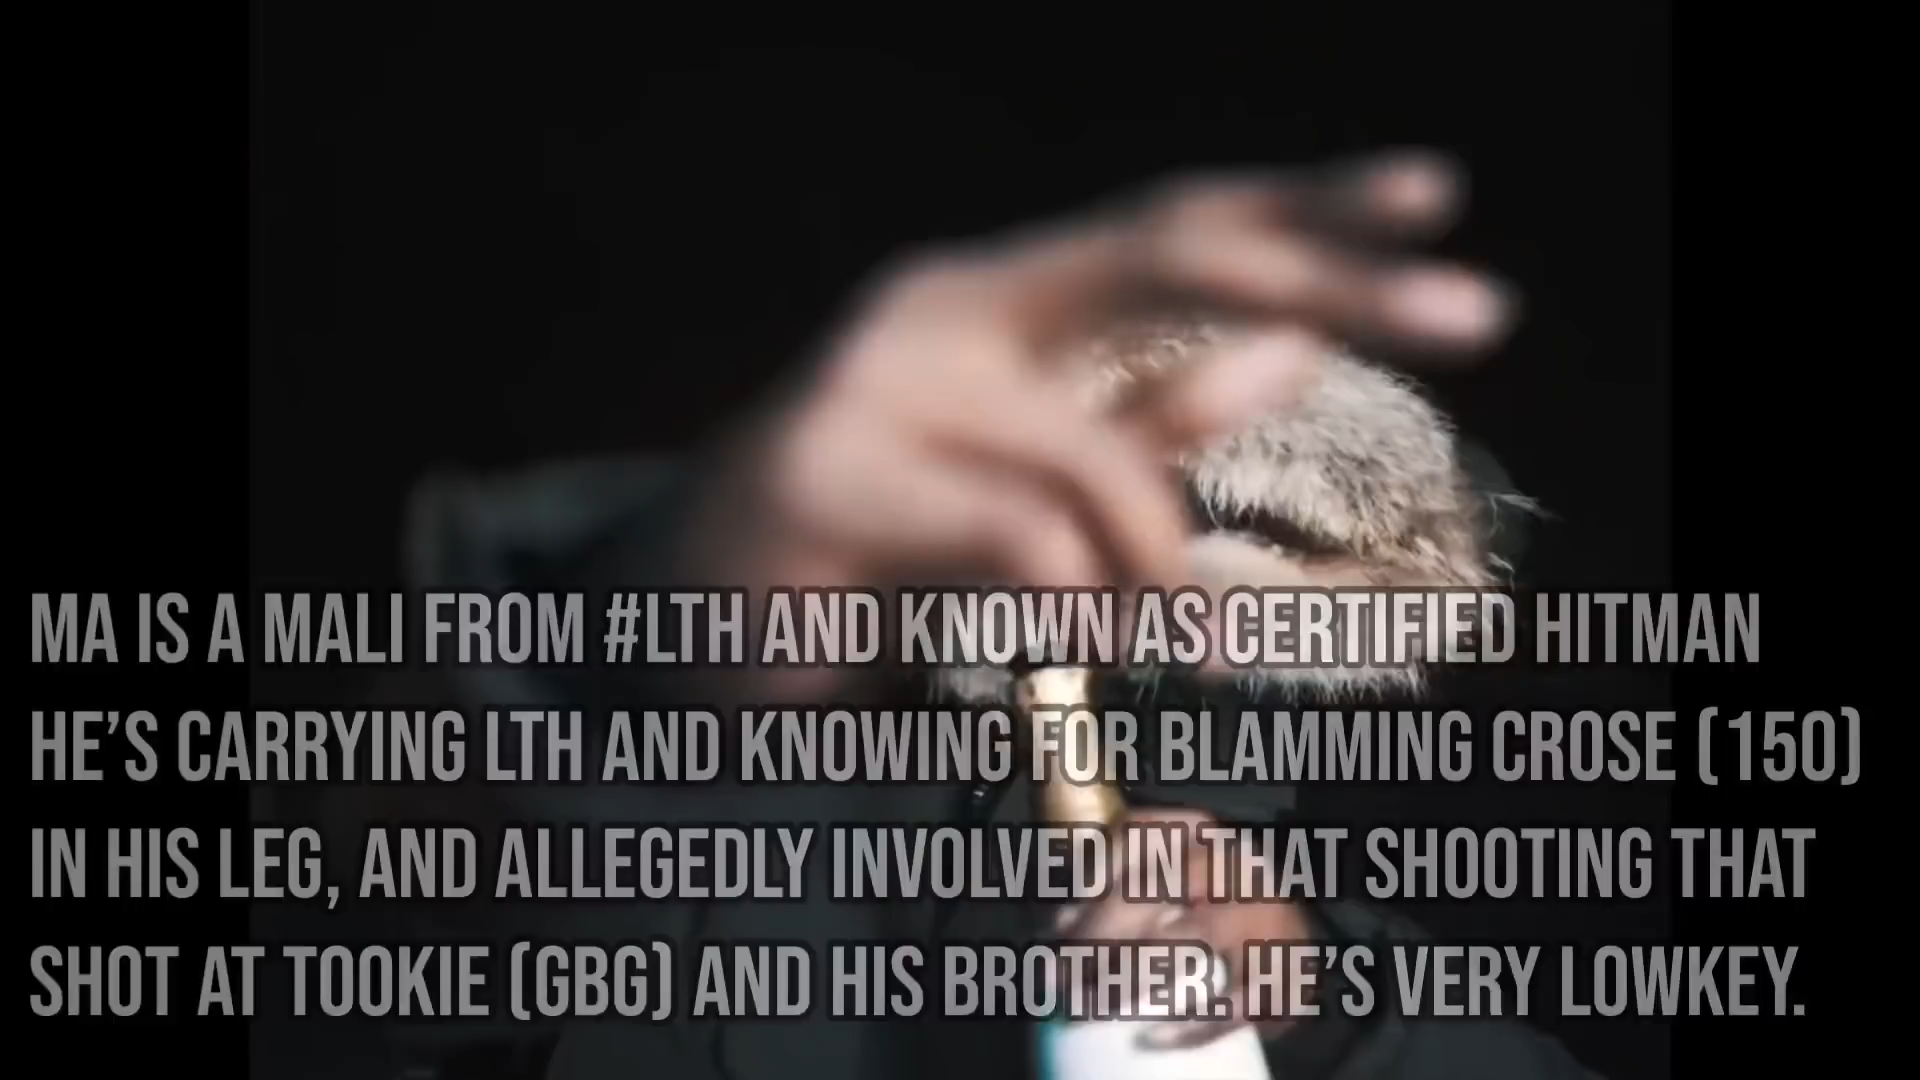 MA IS A MALI FROM #LTH AND KNOWN AS CERTIFIED HITMAN
HE’S CARRYING LTH AND KNOWING FOR BLAMMING CROSE (150)
IN HIS LEG, AND ALLEGEDLY INVOLVED IN THAT SHOOTING THAT
SHOT AT TOOKIE (GBG) AND HIS BROTHER. HE’S VERY LOWKEY.